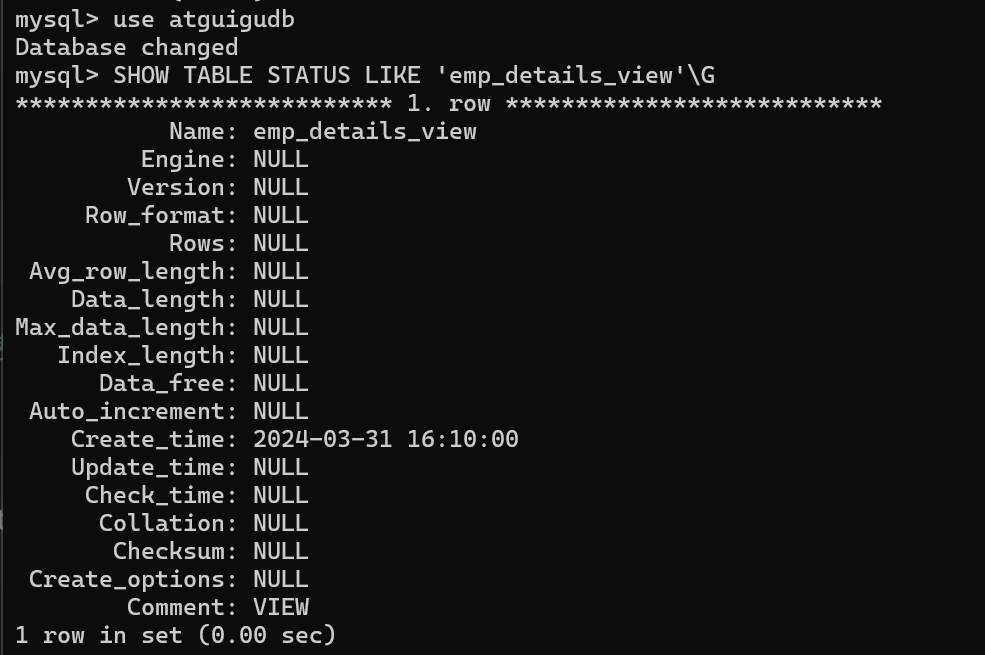 mysql> use atguigudb
Database changed
mysql> SHOW TABLE STATUS LIKE 'emp_details_view'\G
*************************** 1. row ***************************
           Name: emp_details_view
         Engine: NULL
        Version: NULL
     Row_format: NULL
           Rows: NULL
 Avg_row_length: NULL
    Data_length: NULL
Max_data_length: NULL
   Index_length: NULL
      Data_free: NULL
 Auto_increment: NULL
    Create_time: 2024-03-31 16:10:00
    Update_time: NULL
     Check_time: NULL
      Collation: NULL
       Checksum: NULL
 Create_options: NULL
        Comment: VIEW
1 row in set (0.00 sec)